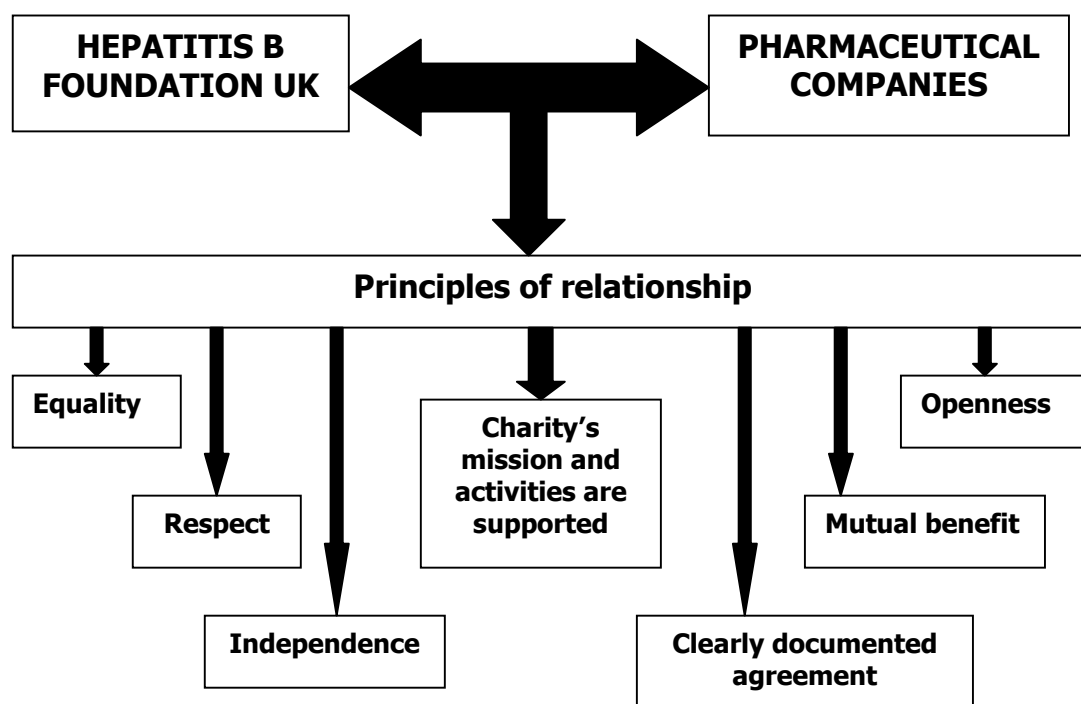 HEPATITIS B
FOUNDATION UK
PHARMACEUTICAL
COMPANIES
Principles of relationship
Equality
Respect
Independence
Charity’s
mission and
activities are
supported
Clearly documented
agreement
Mutual benefit
Openness